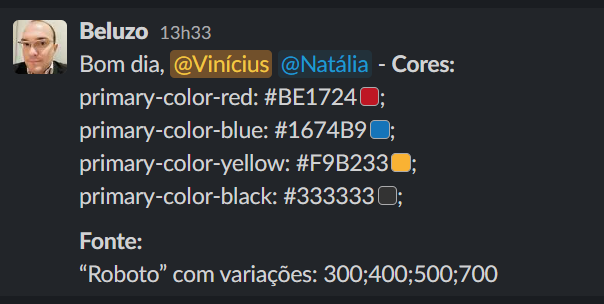 Beluzo 13h33
Bom dia, @Vinícius @Natália - Cores:
primary-color-red: #BE1724;
primary-color-blue: #1674B9;
primary-color-yellow: #F9B233;
primary-color-black: #333333;
Fonte:
“Roboto” com variações: 300;400;500;700